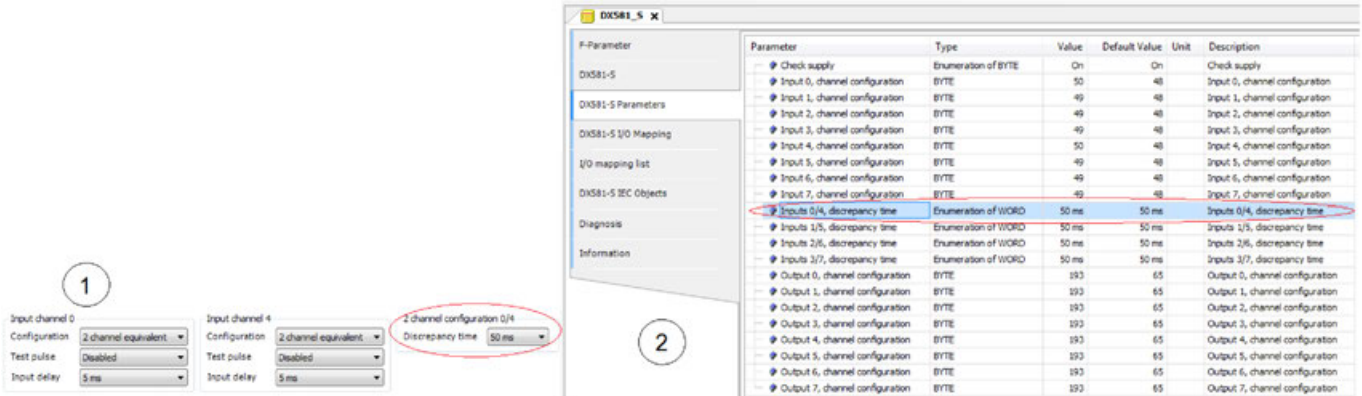 1
Input channel 0
Configuration 2 channel equivalent
Test pulse Disabled
Input delay 5 ms
Input channel 4
Configuration 2 channel equivalent
Test pulse Disabled
Input delay 5 ms
2 channel configuration 0/4
Discrepancy time 50 ms
DX581_S X
F-Parameter
DX581-S
DX581-S Parameters
DX581-S I/O Mapping
I/O mapping list
DX581-S IEC Objects
Diagnosis
Information
2
Parameter Type Value Default Value Unit Description
Check supply Enumeration of BYTE On On Check supply
Input 0, channel configuration BYTE 50 48 Input 0, channel configuration
Input 1, channel configuration BYTE 49 48 Input 1, channel configuration
Input 2, channel configuration BYTE 49 48 Input 2, channel configuration
Input 3, channel configuration BYTE 49 48 Input 3, channel configuration
Input 4, channel configuration BYTE 50 48 Input 4, channel configuration
Input 5, channel configuration BYTE 49 48 Input 5, channel configuration
Input 6, channel configuration BYTE 49 48 Input 6, channel configuration
Input 7, channel configuration BYTE 49 48 Input 7, channel configuration
Inputs 0/4, discrepancy time Enumeration of WORD 50 ms 50 ms Inputs 0/4, discrepancy time
Inputs 1/5, discrepancy time Enumeration of WORD 50 ms 50 ms Inputs 1/5, discrepancy time
Inputs 2/6, discrepancy time Enumeration of WORD 50 ms 50 ms Inputs 2/6, discrepancy time
Inputs 3/7, discrepancy time Enumeration of WORD 50 ms 50 ms Inputs 3/7, discrepancy time
Output 0, channel configuration BYTE 193 65 Output 0, channel configuration
Output 1, channel configuration BYTE 193 65 Output 1, channel configuration
Output 2, channel configuration BYTE 193 65 Output 2, channel configuration
Output 3, channel configuration BYTE 193 65 Output 3, channel configuration
Output 4, channel configuration BYTE 193 65 Output 4, channel configuration
Output 5, channel configuration BYTE 193 65 Output 5, channel configuration
Output 6, channel configuration BYTE 193 65 Output 6, channel configuration
Output 7, channel configuration BYTE 193 65 Output 7, channel configuration